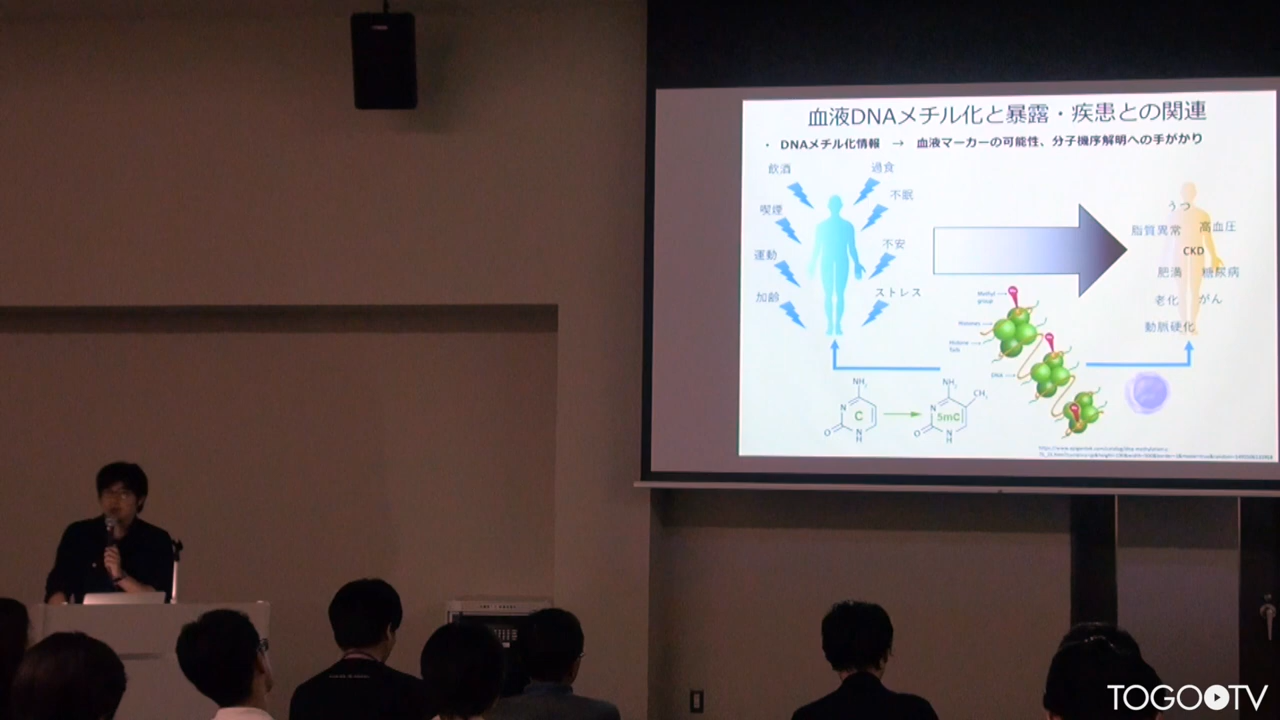 血液DNAメチル化と暴露・疾患との関連
・ DNAメチル化情報 → 血液マーカーの可能性、分子機序解明への手がかり
飲酒
過食
喫煙
不眠
運動
不安
加齢
ストレス
うつ
脂質異常
高血圧
CKD
肥満
糖尿病
老化
がん
動脈硬化
Methyl group
Histones
Histone Tails
DNA
NH2
N
C
O
N
H
NH2
CH3
N
5mC
O
N
H
TOGO TV